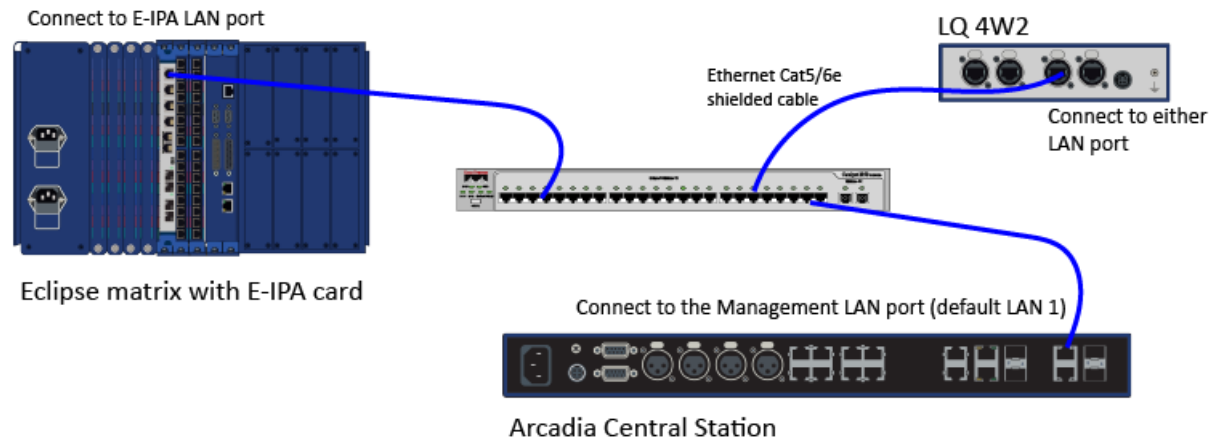 Connect to E-IPA LAN port
LQ 4W2
Ethernet Cat5/6e
shielded cable
Connect to either
LAN port
Eclipse matrix with E-IPA card
Connect to the Management LAN port (default LAN 1)
Arcadia Central Station